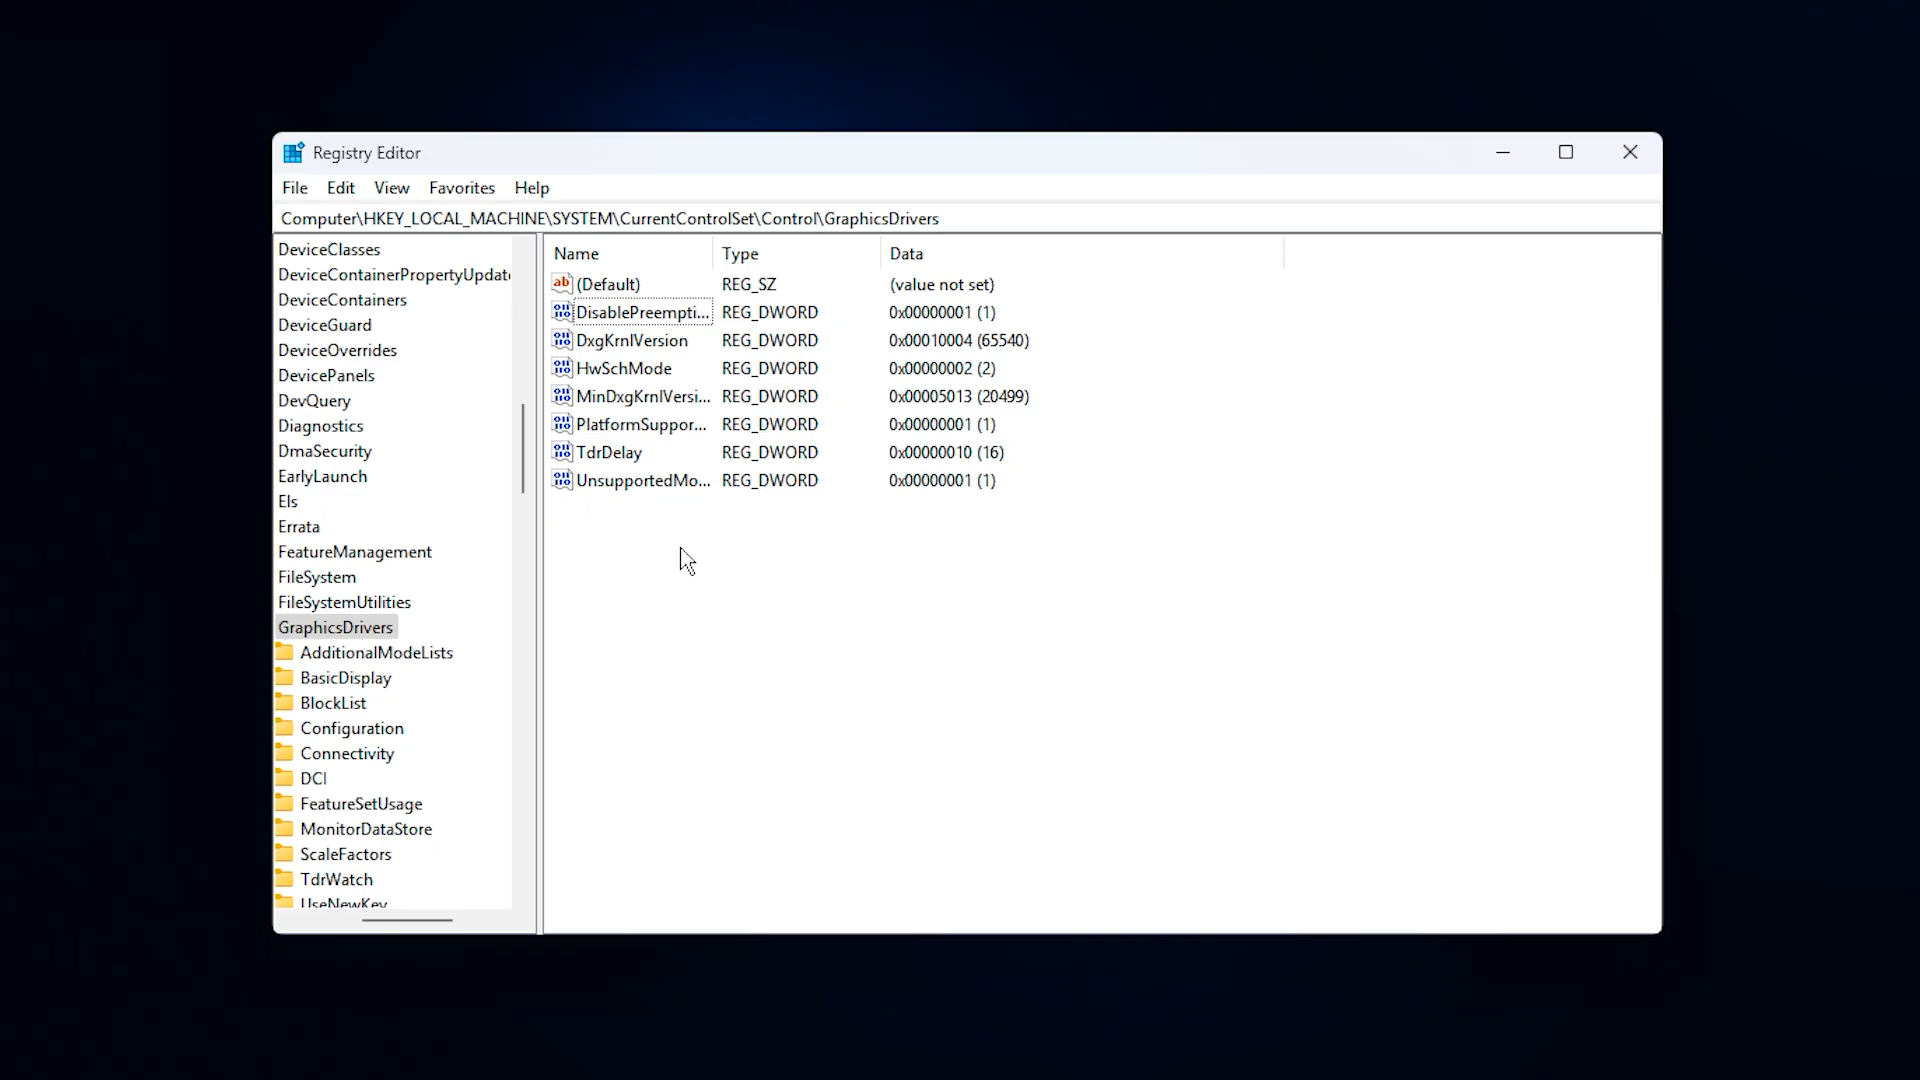 Registry Editor
File Edit View Favorites Help
Computer\HKEY_LOCAL_MACHINE\SYSTEM\CurrentControlSet\Control\GraphicsDrivers
DeviceClasses
DeviceContainerPropertyUpdat
DeviceContainers
DeviceGuard
DeviceOverrides
DevicePanels
DevQuery
Diagnostics
DmaSecurity
EarlyLaunch
Els
Errata
FeatureManagement
FileSystem
FileSystemUtilities
GraphicsDrivers
AdditionalModeLists
BasicDisplay
BlockList
Configuration
Connectivity
DCI
FeatureSetUsage
MonitorDataStore
ScaleFactors
TdrWatch
UseNewKey
Name Type Data
(Default) REG_SZ (value not set)
DisablePreempti... REG_DWORD 0x00000001 (1)
DxgKrnlVersion REG_DWORD 0x00010004 (65540)
HwSchMode REG_DWORD 0x00000002 (2)
MinDxgKrnlVersi... REG_DWORD 0x00005013 (20499)
PlatformSuppor... REG_DWORD 0x00000001 (1)
TdrDelay REG_DWORD 0x00000010 (16)
UnsupportedMo... REG_DWORD 0x00000001 (1)